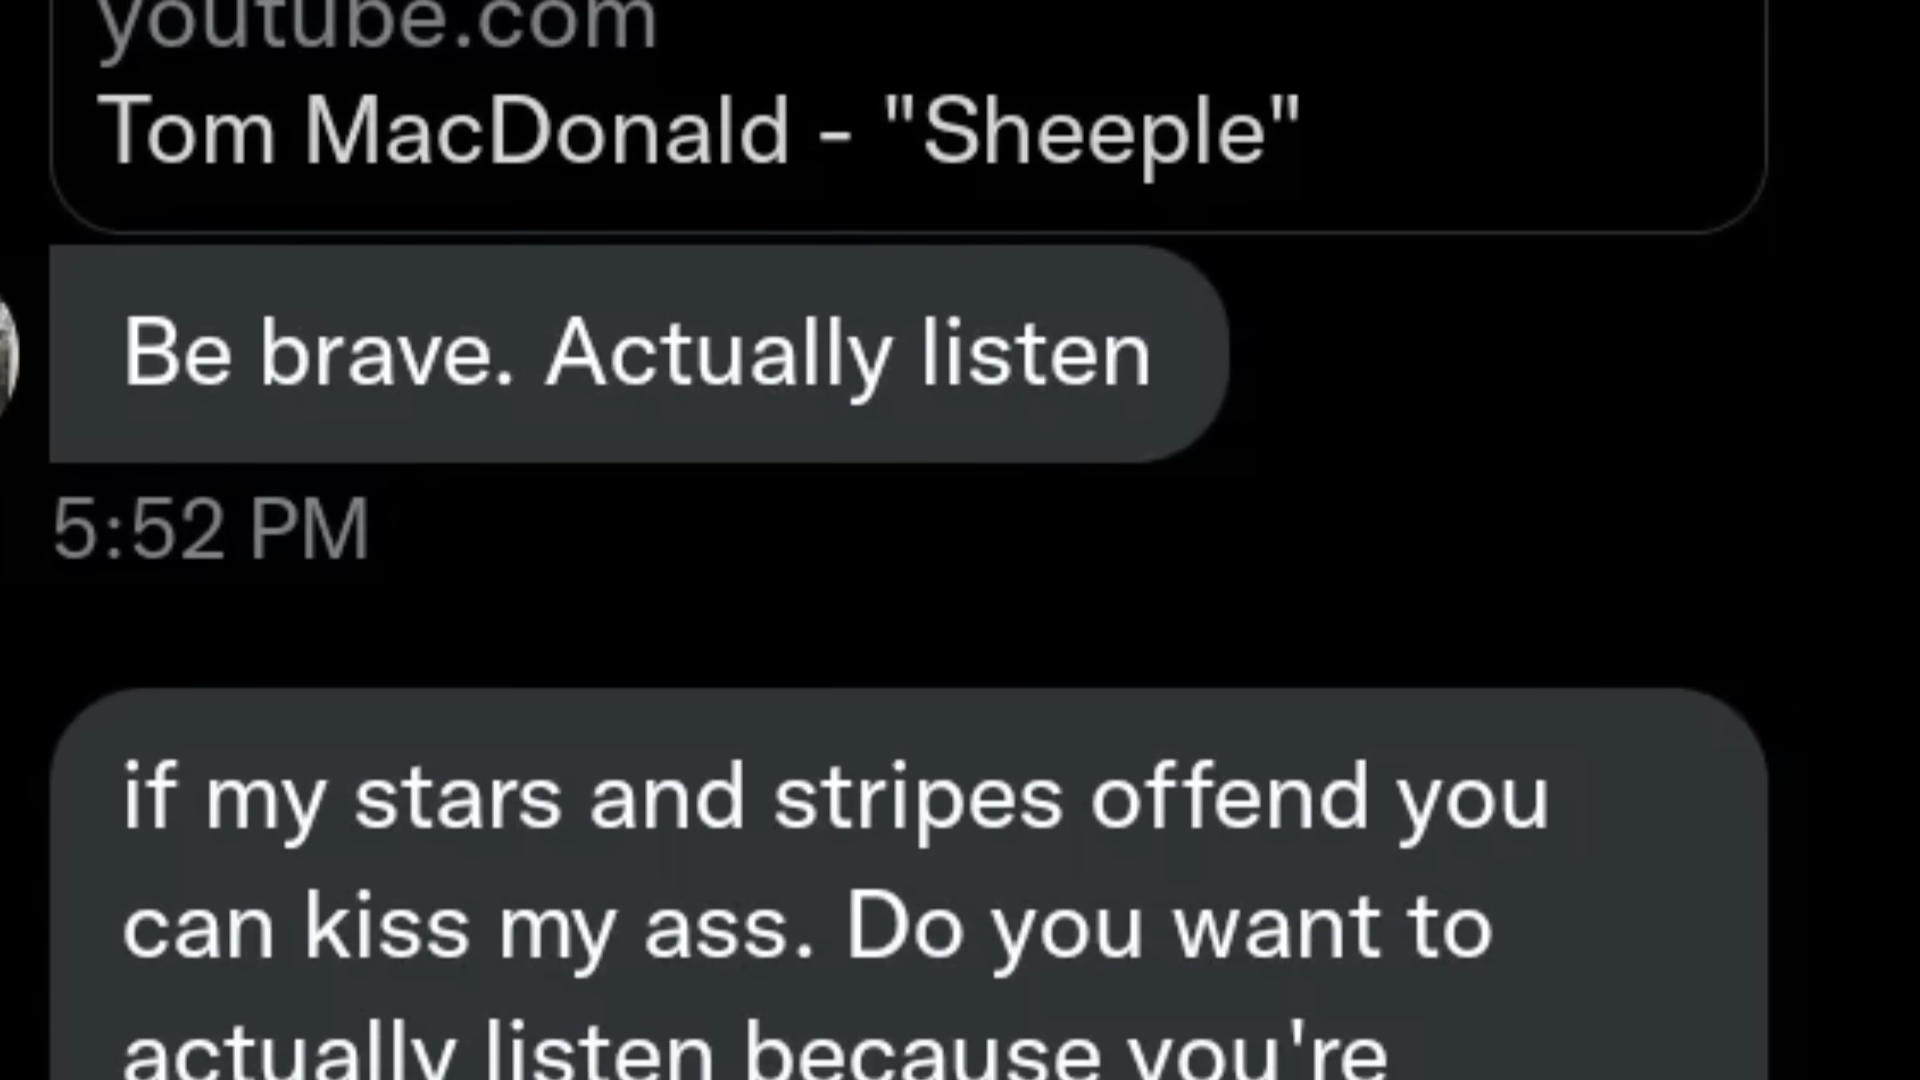 youtube.com
Tom MacDonald - "Sheeple"
Be brave. Actually listen
5:52 PM
if my stars and stripes offend you
can kiss my ass. Do you want to
actually listen because you're